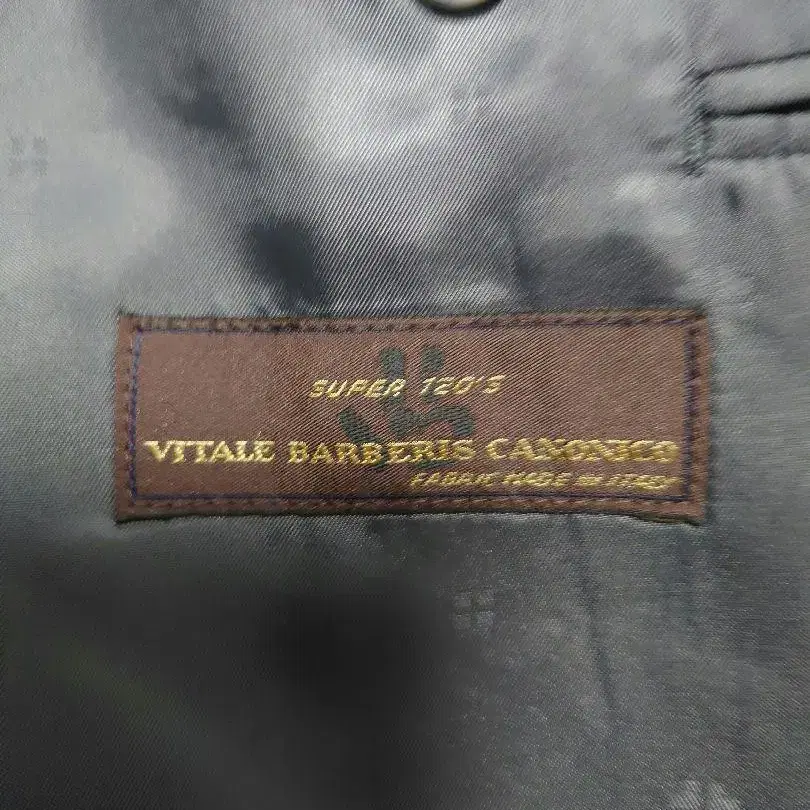 SUPER 120'S
VITALE BARBERIS CANONICO
FABRIC MADE IN ITALY